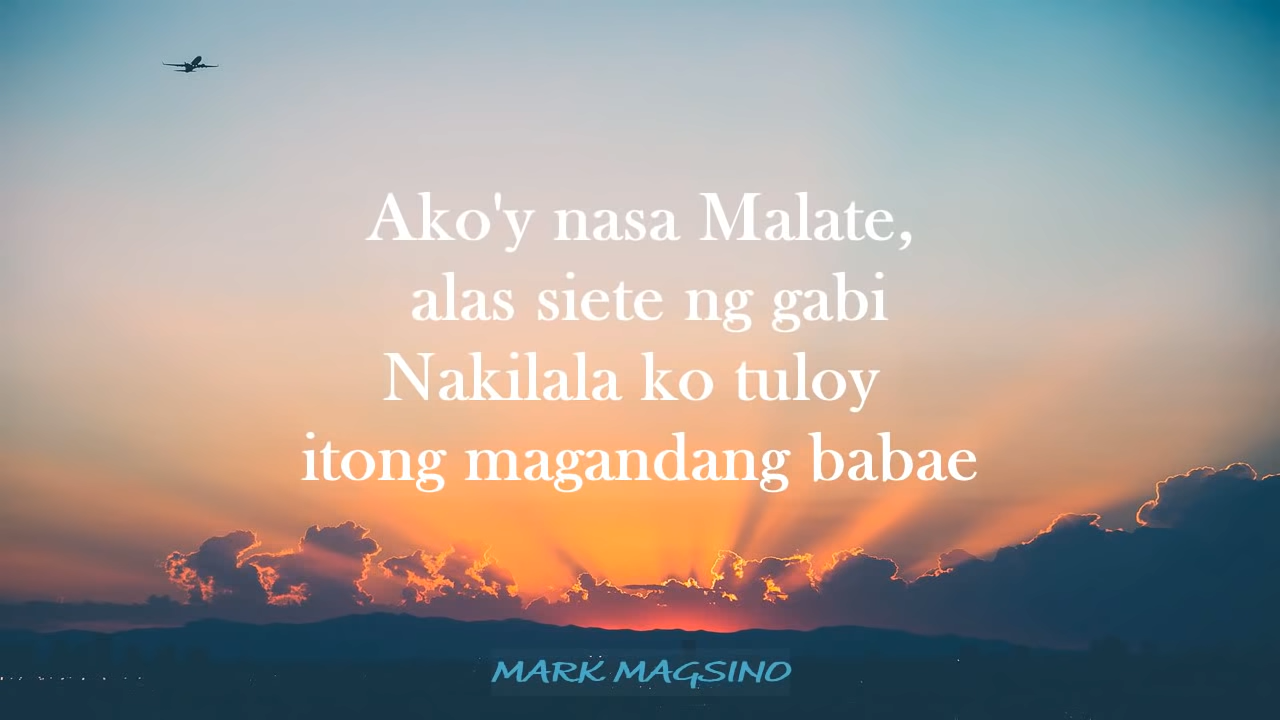 Ako'y nasa Malate,
alas siete ng gabi
Nakilala ko tuloy
itong magandang babae
MARK MAGSINO